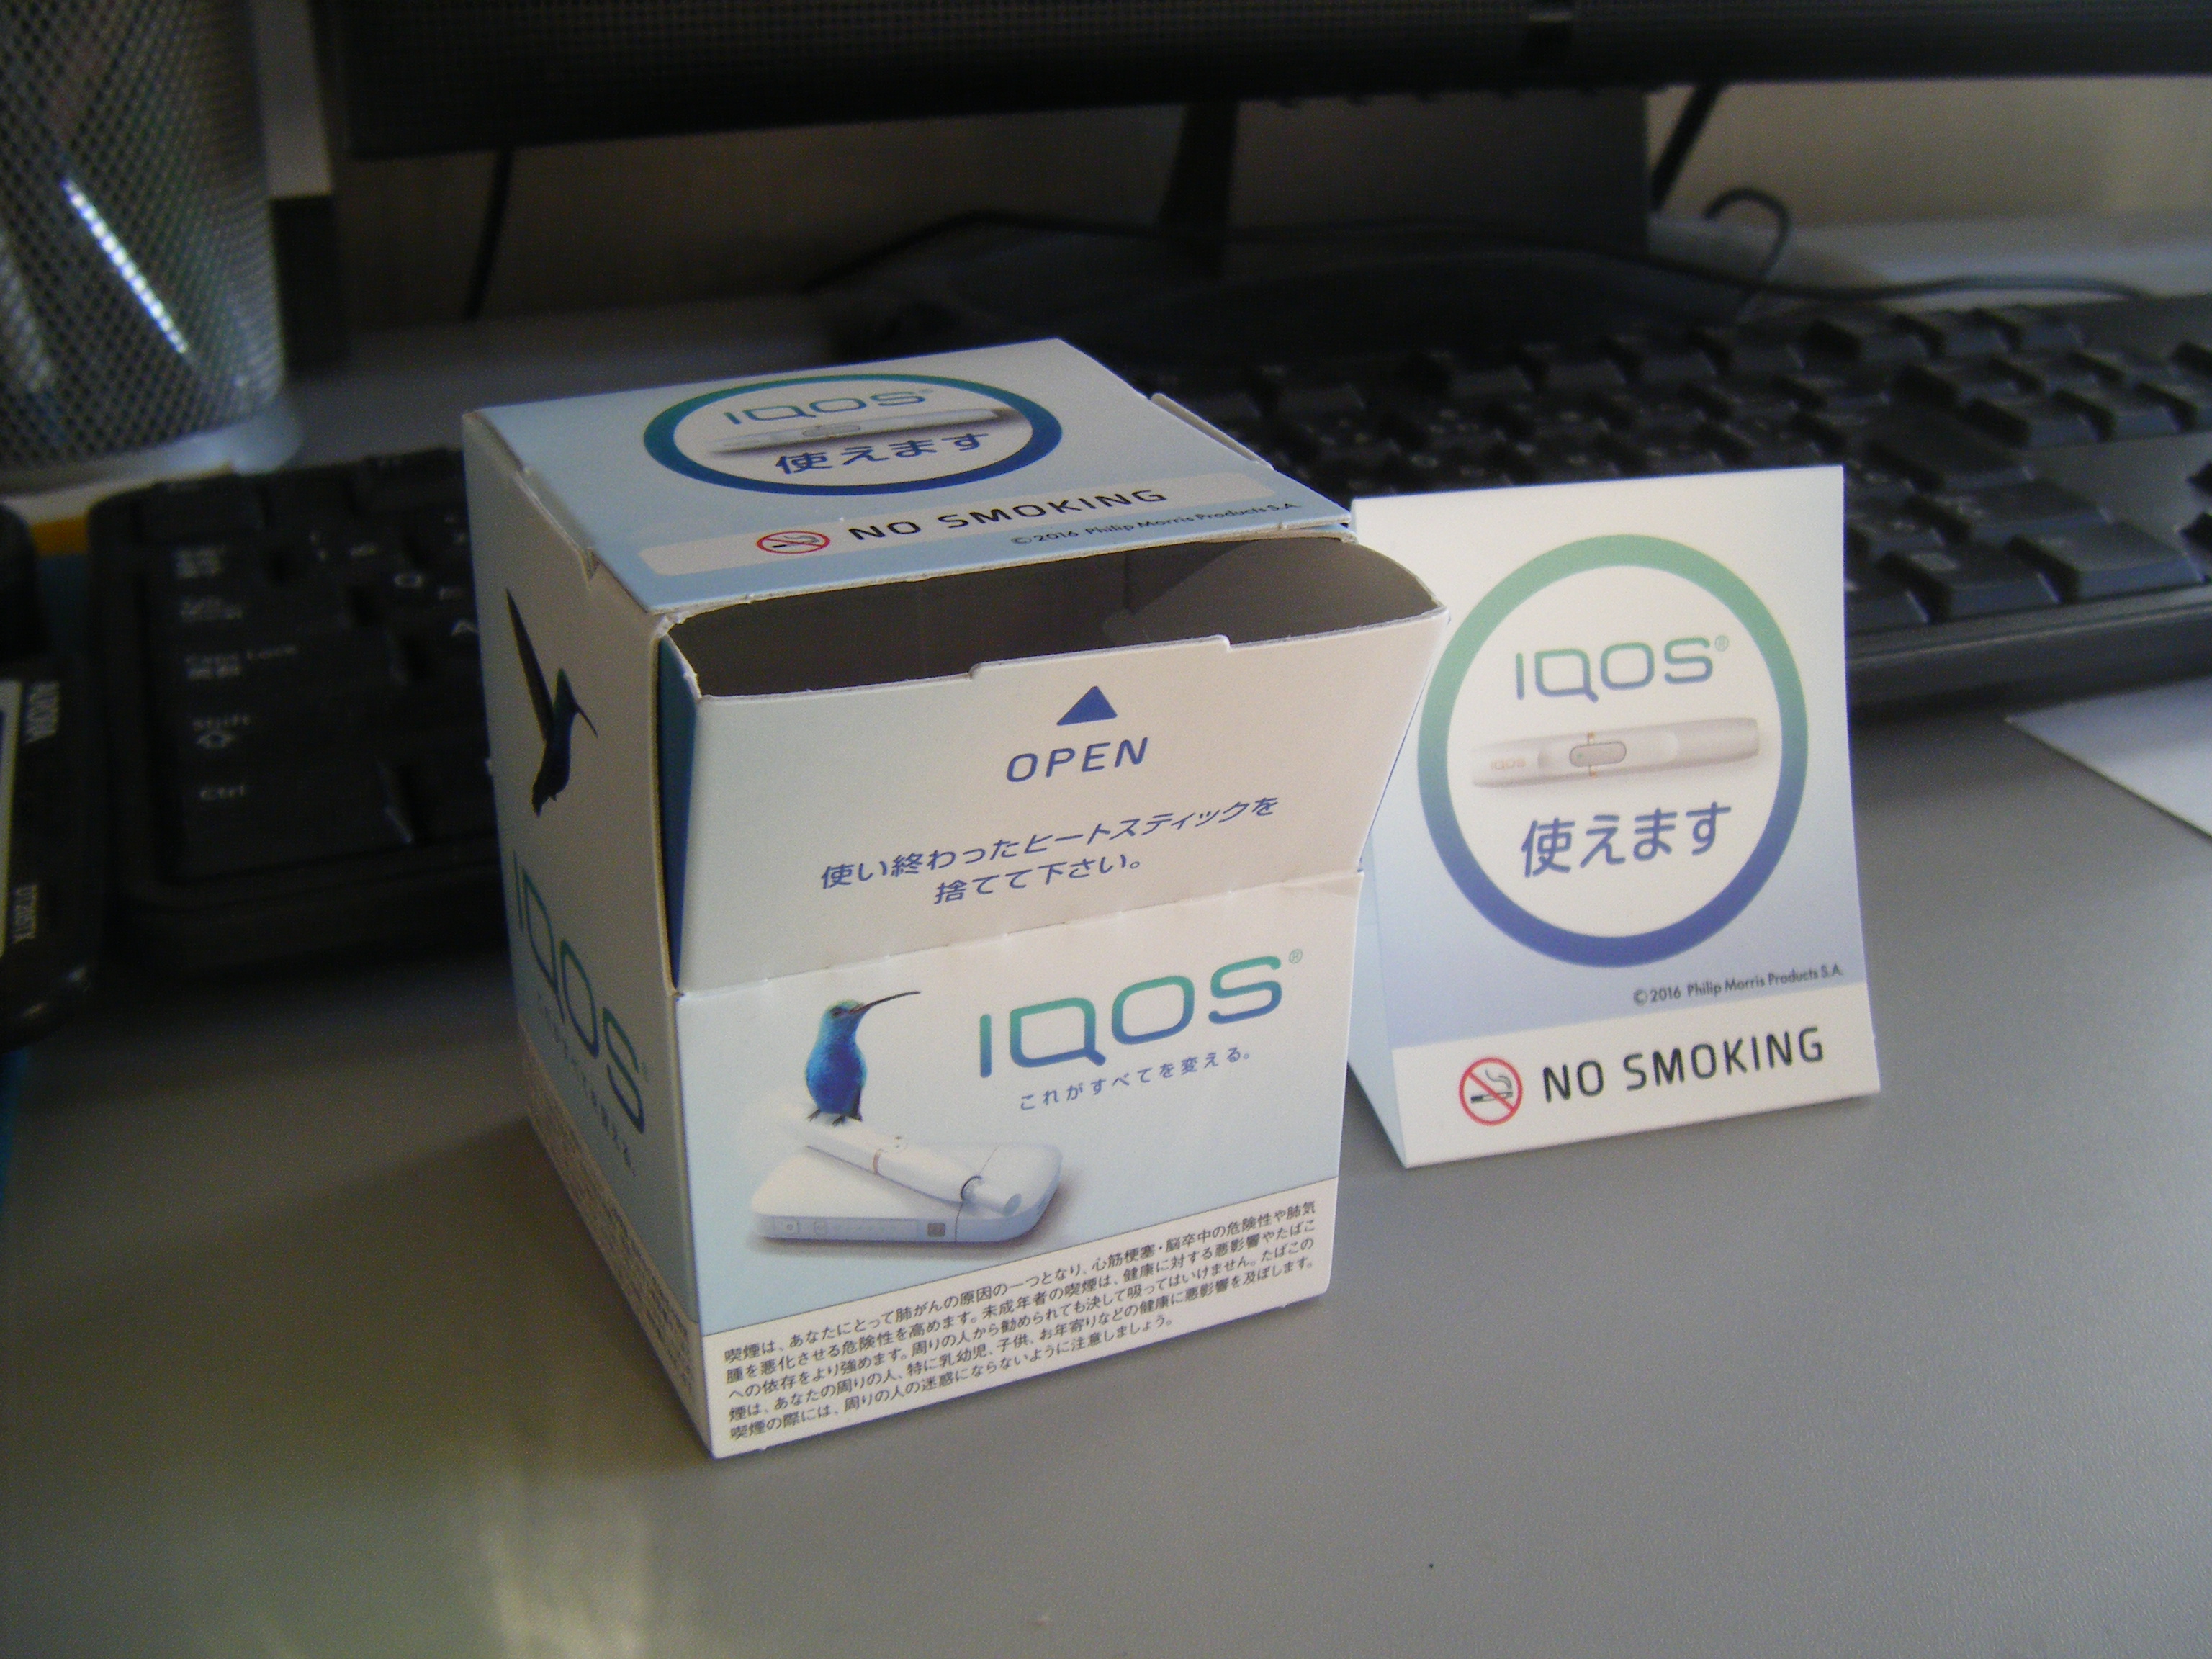 IQOS®
使えます
NO SMOKING
©2016 Philip Morris Products S.A.
OPEN
使い終わったヒートスティックを
捨てて下さい。
IQOS®
これがすべてを変える。
喫煙は、あなたにとって肺がんの原因の一つとなり、心筋梗塞・脳卒中の危険性や肺気
腫を悪化させる危険性を高めます。未成年者の喫煙は、健康に対する悪影響やたばこ
への依存をより強めます。周りの人から勧められても決して吸ってはいけません。たばこの
煙は、あなたの周りの人、特に乳幼児、子供、お年寄りなどの健康に悪影響を及ぼします。
喫煙の際には、周りの人の迷惑にならないように注意しましょう。
IQOS
IQOS®
IQOS
使えます
©2016 Philip Morris Products S.A.
NO SMOKING
Caps Lock
Shift
Ctrl
A